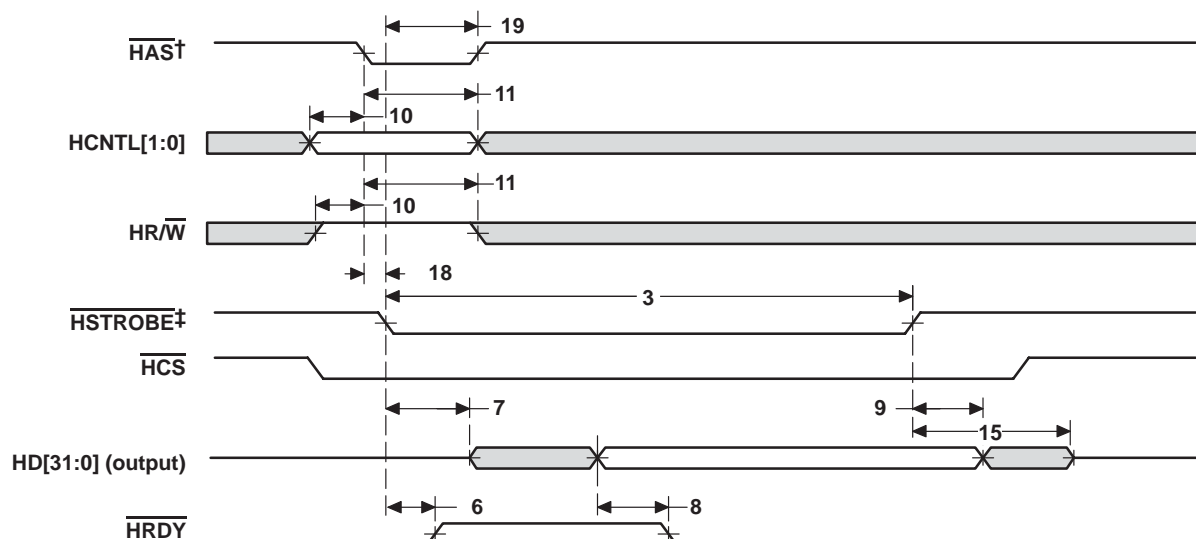 19
HAS†
11
10
HCNTL[1:0]
11
10
HR/W
18
3
HSTROBE‡
HCS
7
9
15
HD[31:0] (output)
6
8
HRDY